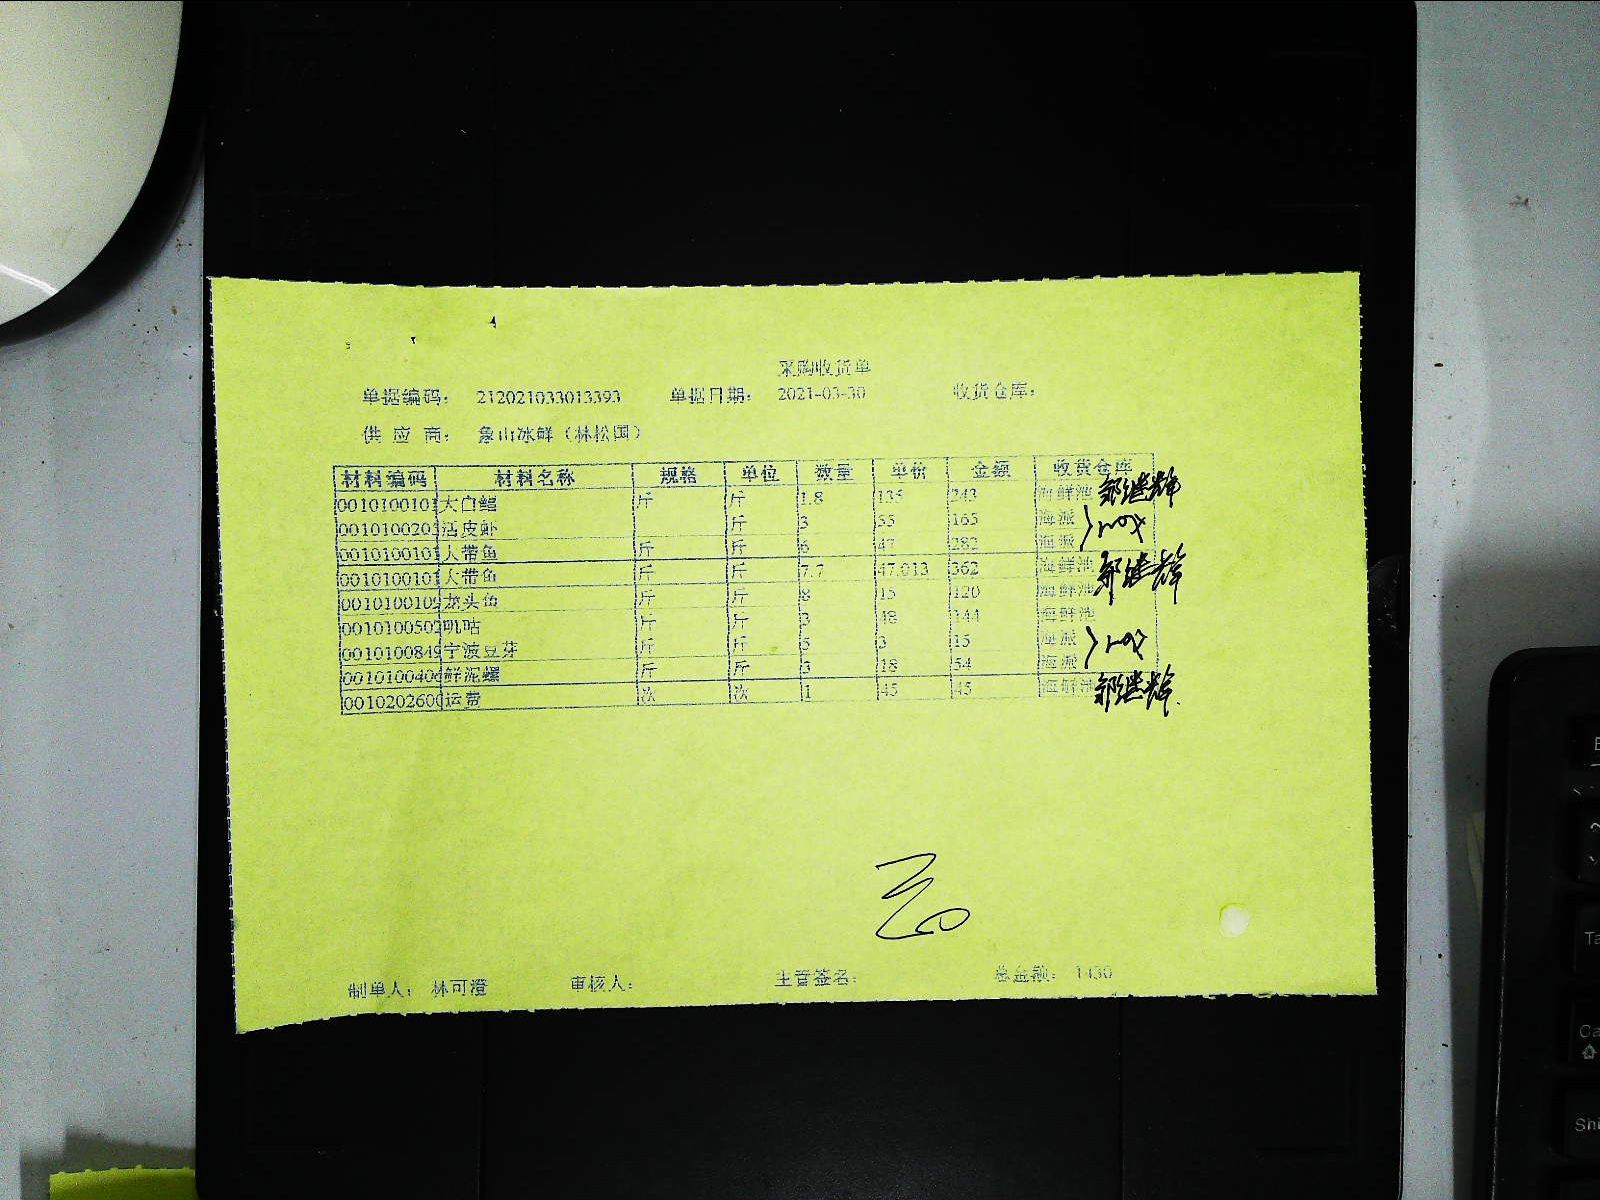 采购收货单
单据编码： 212021033013393 单据日期： 2021-03-30 收货仓库：
供 应 商： 象山冰鲜（林松国）
材料编码 材料名称 规格 单位 数量 单价 金额 收货仓库
0010100101 大白鲳 斤 斤 1.8 135 243 海鲜池
0010100203 活皮虾 斤 3 55 165 海派
0010100101 大带鱼 斤 斤 6 47 282 海派
0010100101 大带鱼 斤 斤 7.7 47.013 362 海鲜池
0010100109 龙头鱼 斤 斤 8 15 120 海鲜池
0010100502 叽咕 斤 斤 3 48 144 海鲜池
0010100849 宁波豆芽 斤 斤 5 3 15 海派
0010100406 鲜泥螺 斤 斤 3 18 54 海派
0010202600 运费 次 次 1 45 45 海鲜池
制单人： 林可澄 审核人： 主管签名： 总金额： 1430